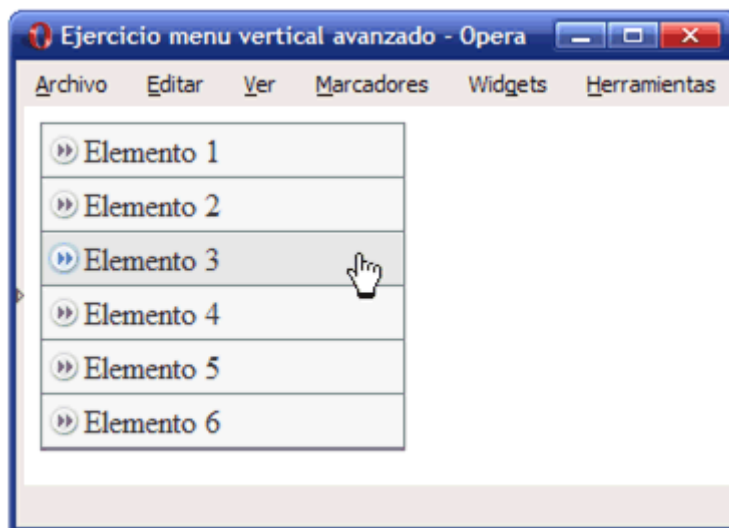 Ejercicio menu vertical avanzado - Opera
Archivo Editar Ver Marcadores Widgets Herramientas
Elemento 1
Elemento 2
Elemento 3
Elemento 4
Elemento 5
Elemento 6